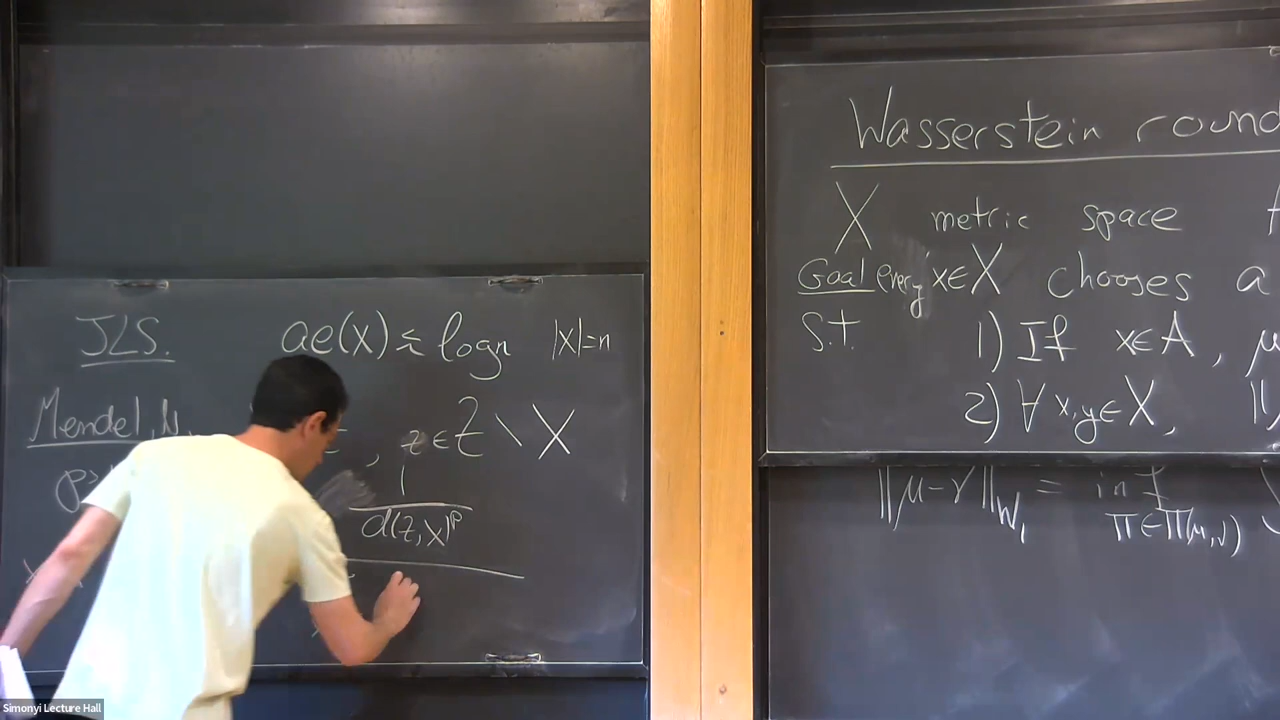 JLS. ae(X) ≲ log n |X|=n
Mendel, N. , z ∈ Z \ X
p>
1
d(z,X)^p
Wasserstein round
X metric space
Goal every x∈X chooses a
S.T. 1) If x∈A, μ
2) ∀ x,y∈X, ||
||μ-ν||_{W_1} = inf
π∈Π(μ,ν)
Simonyi Lecture Hall